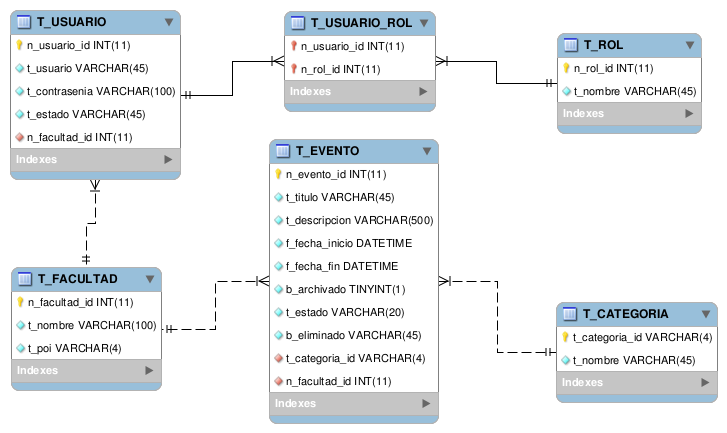 T_USUARIO
n_usuario_id INT(11)
t_usuario VARCHAR(45)
t_contrasenia VARCHAR(100)
t_estado VARCHAR(45)
n_facultad_id INT(11)
Indexes
T_USUARIO_ROL
n_usuario_id INT(11)
n_rol_id INT(11)
Indexes
T_ROL
n_rol_id INT(11)
t_nombre VARCHAR(45)
Indexes
T_FACULTAD
n_facultad_id INT(11)
t_nombre VARCHAR(100)
t_poi VARCHAR(4)
Indexes
T_EVENTO
n_evento_id INT(11)
t_titulo VARCHAR(45)
t_descripcion VARCHAR(500)
f_fecha_inicio DATETIME
f_fecha_fin DATETIME
b_archivado TINYINT(1)
t_estado VARCHAR(20)
b_eliminado VARCHAR(45)
t_categoria_id VARCHAR(4)
n_facultad_id INT(11)
Indexes
T_CATEGORIA
t_categoria_id VARCHAR(4)
t_nombre VARCHAR(45)
Indexes